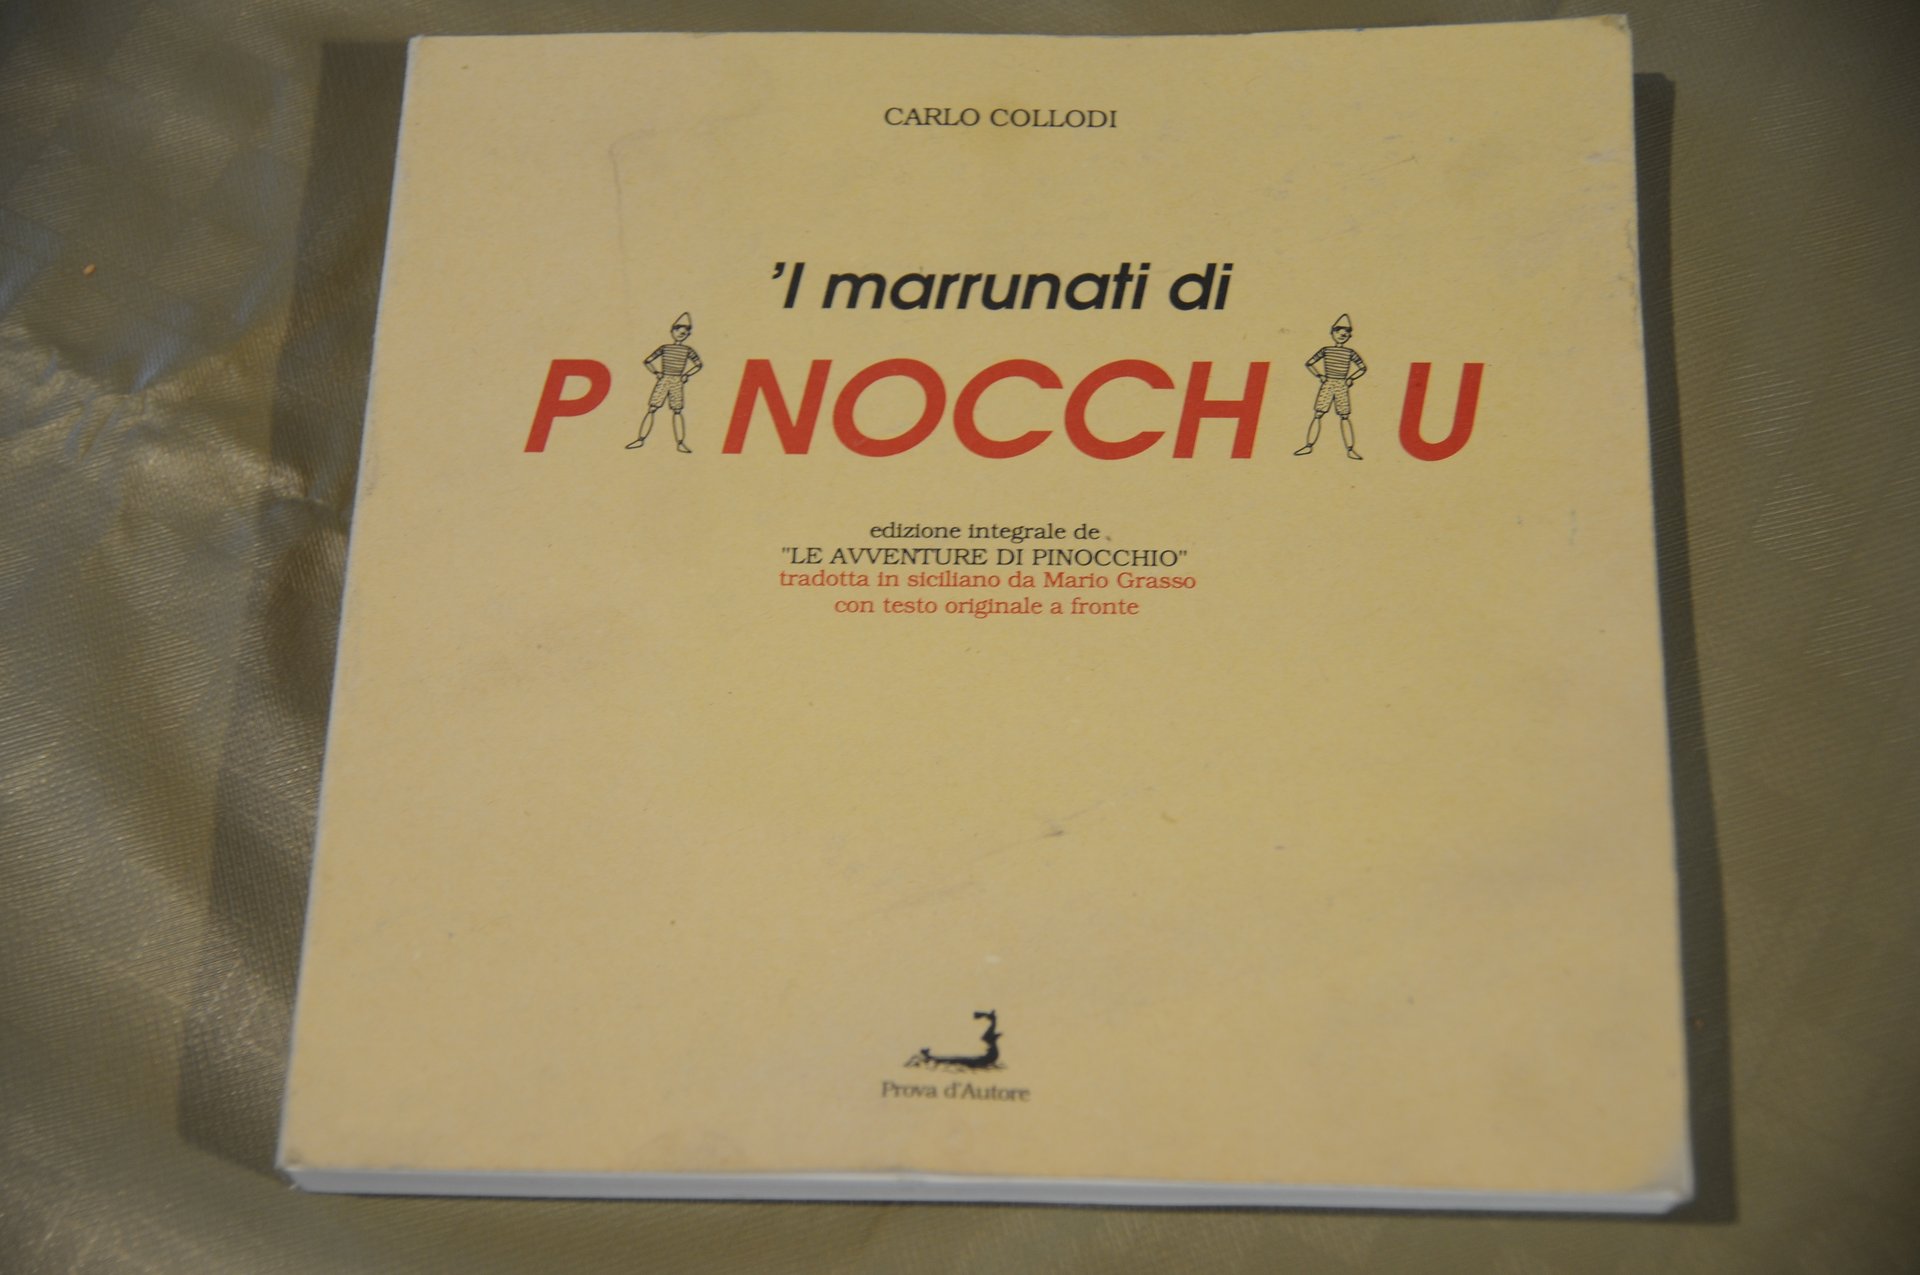 CARLO COLLODI
'I marrunati di
PINOCCHIU
edizione integrale de
"LE AVVENTURE DI PINOCCHIO"
tradotta in siciliano da Mario Grasso
con testo originale a fronte
Prova d'Autore